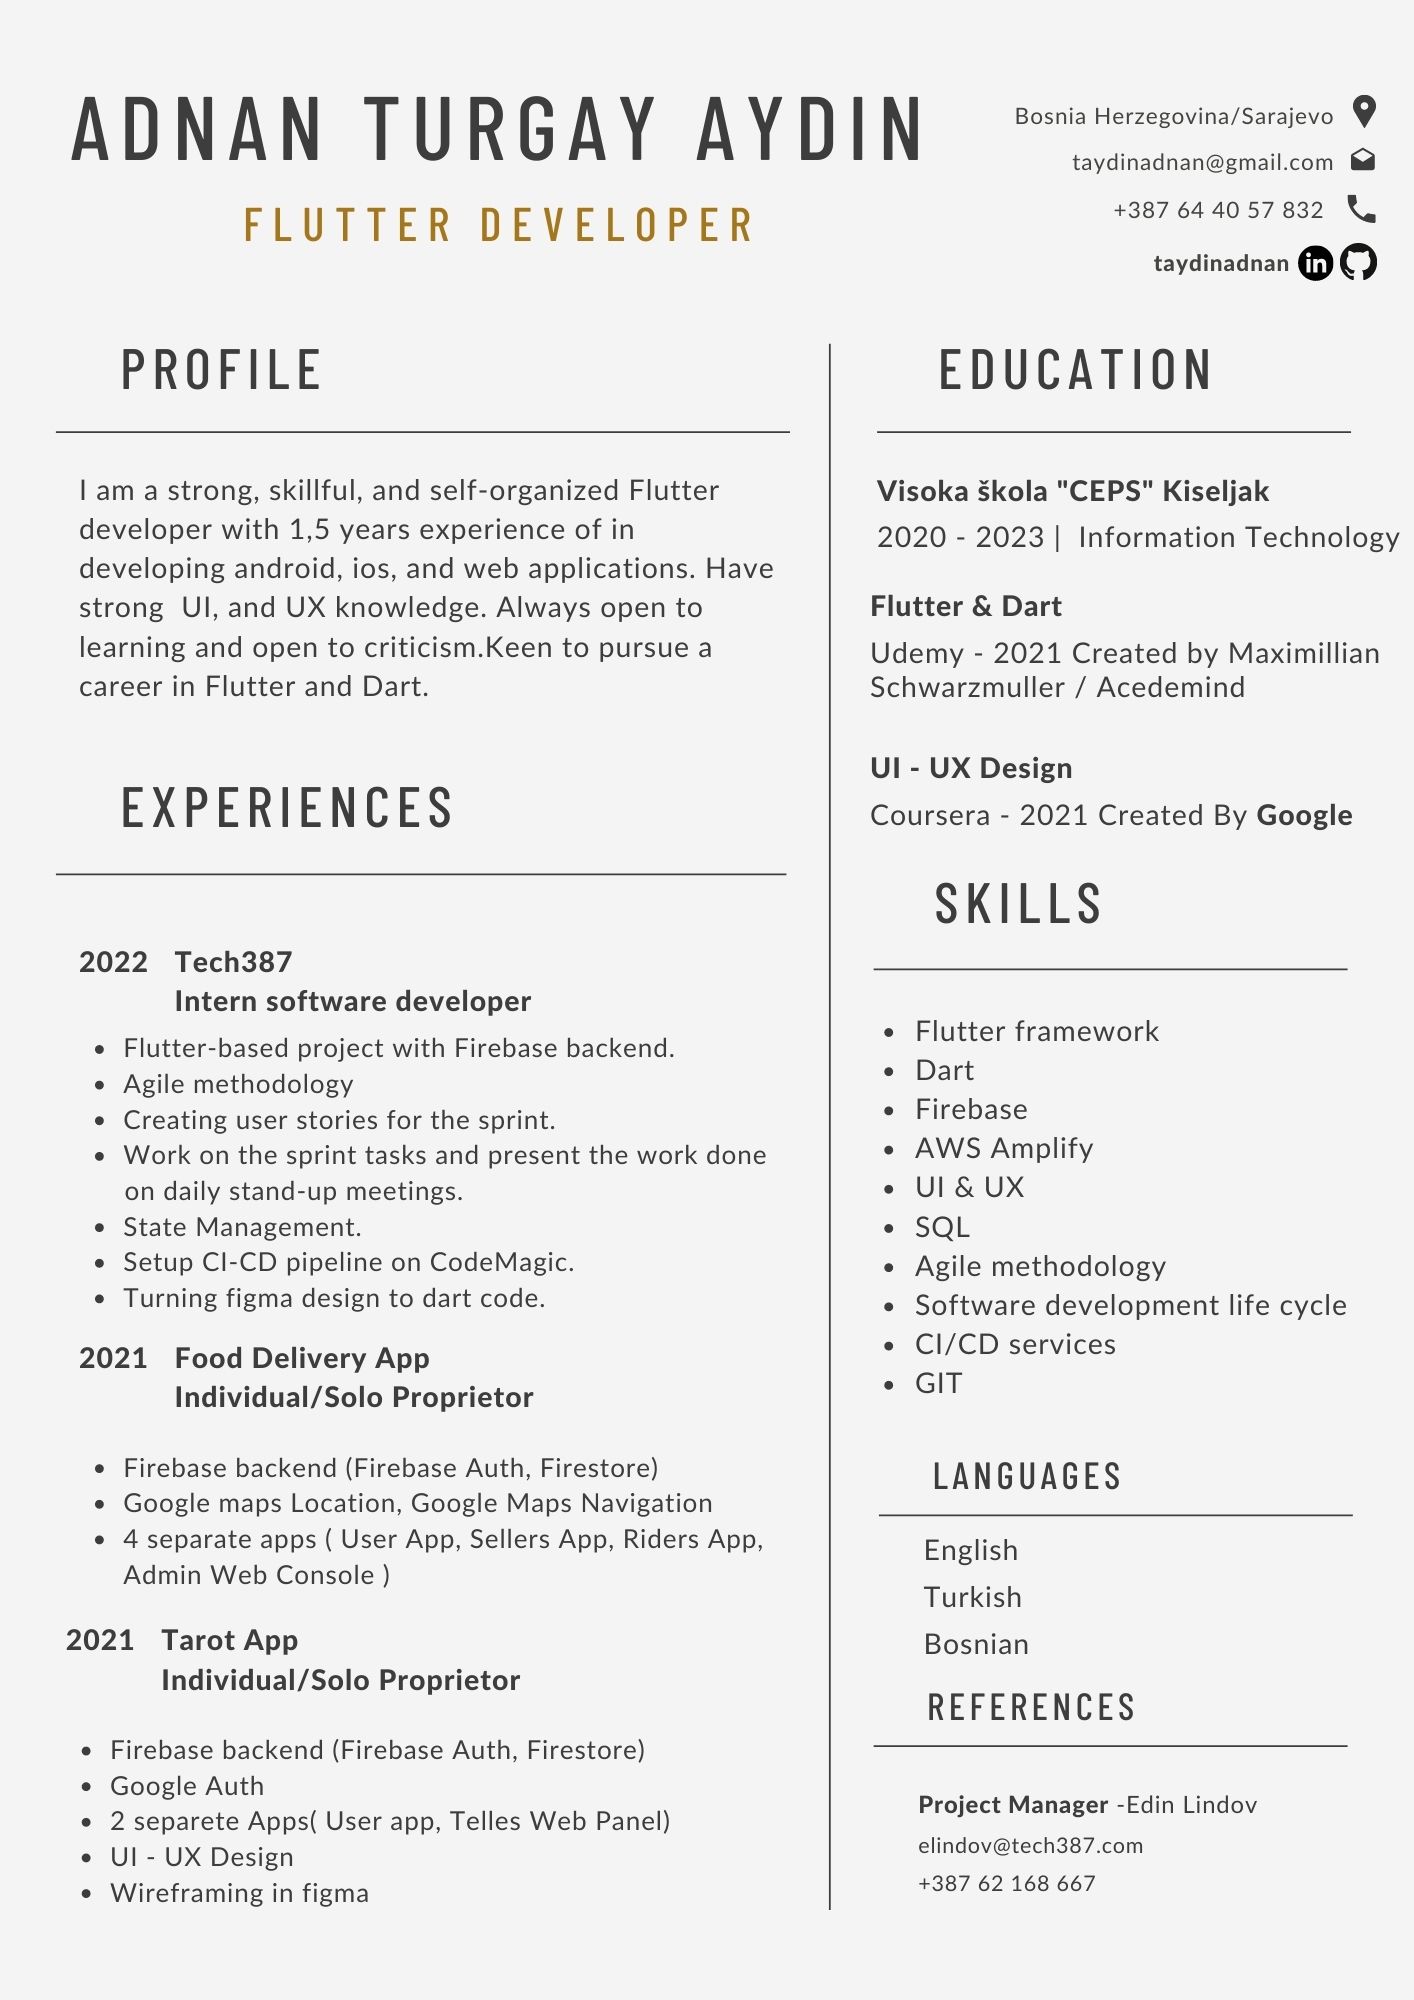 ADNAN TURGAY AYDIN
FLUTTER DEVELOPER
Bosnia Herzegovina/Sarajevo
taydinadnan@gmail.com
+387 64 40 57 832
taydinadnan in
PROFILE
I am a strong, skillful, and self-organized Flutter
developer with 1,5 years experience of in
developing android, ios, and web applications. Have
strong  UI, and UX knowledge. Always open to
learning and open to criticism.Keen to pursue a
career in Flutter and Dart.
EXPERIENCES
2022 Tech387
Intern software developer
• Flutter-based project with Firebase backend.
• Agile methodology
• Creating user stories for the sprint.
• Work on the sprint tasks and present the work done
on daily stand-up meetings.
• State Management.
• Setup CI-CD pipeline on CodeMagic.
• Turning figma design to dart code.
2021 Food Delivery App
Individual/Solo Proprietor
• Firebase backend (Firebase Auth, Firestore)
• Google maps Location, Google Maps Navigation
• 4 separate apps ( User App, Sellers App, Riders App,
Admin Web Console )
2021 Tarot App
Individual/Solo Proprietor
• Firebase backend (Firebase Auth, Firestore)
• Google Auth
• 2 separete Apps( User app, Telles Web Panel)
• UI - UX Design
• Wireframing in figma
EDUCATION
Visoka škola "CEPS" Kiseljak
2020 - 2023 |  Information Technology
Flutter & Dart
Udemy - 2021 Created by Maximillian
Schwarzmuller / Acedemind
UI - UX Design
Coursera - 2021 Created By Google
SKILLS
• Flutter framework
• Dart
• Firebase
• AWS Amplify
• UI & UX
• SQL
• Agile methodology
• Software development life cycle
• CI/CD services
• GIT
LANGUAGES
English
Turkish
Bosnian
REFERENCES
Project Manager -Edin Lindov
elindov@tech387.com
+387 62 168 667